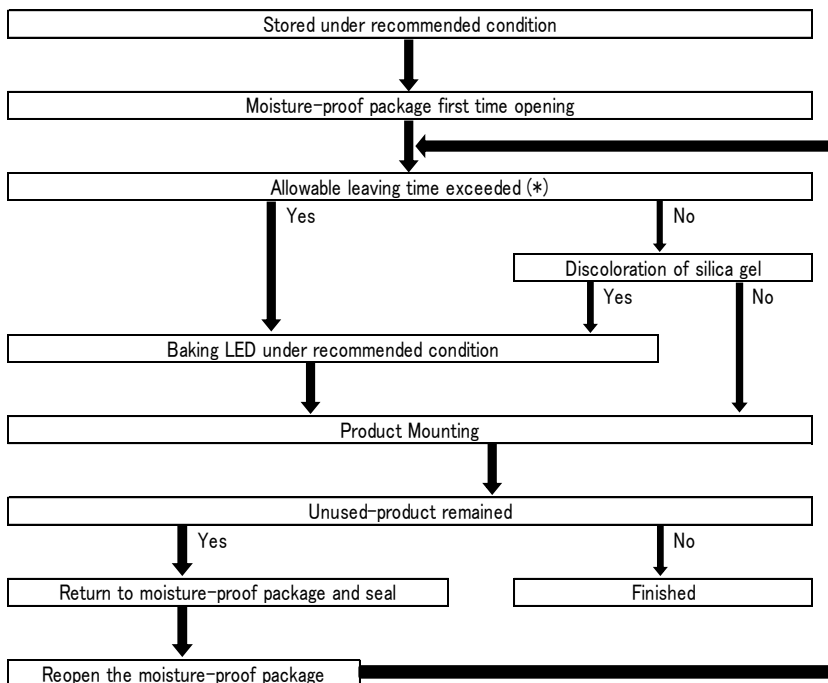 Stored under recommended condition
Moisture-proof package first time opening
Allowable leaving time exceeded (*)
Yes
No
Discoloration of silica gel
Yes
No
Baking LED under recommended condition
Product Mounting
Unused-product remained
Yes
No
Return to moisture-proof package and seal
Finished
Reopen the moisture-proof package